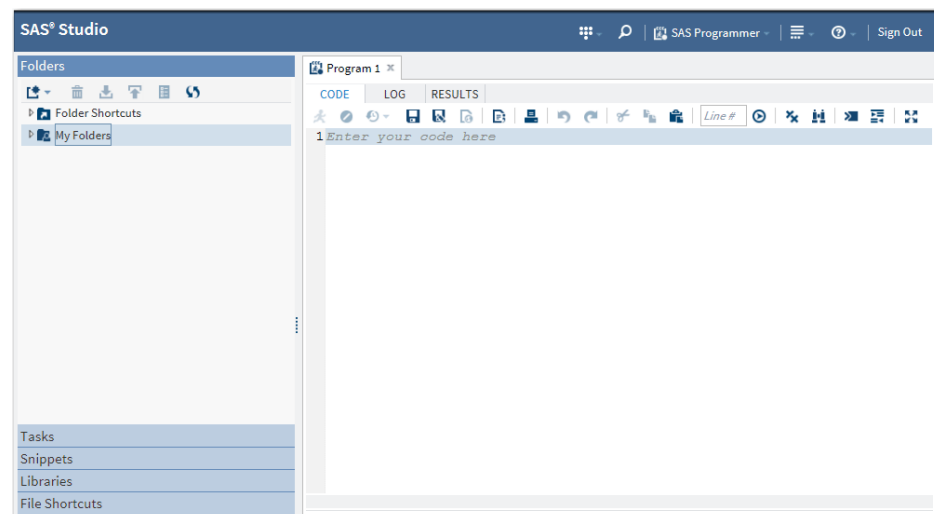 SAS® Studio
SAS Programmer
Sign Out
Folders
Folder Shortcuts
My Folders
Tasks
Snippets
Libraries
File Shortcuts
Program 1
CODE LOG RESULTS
Line #
1 Enter your code here